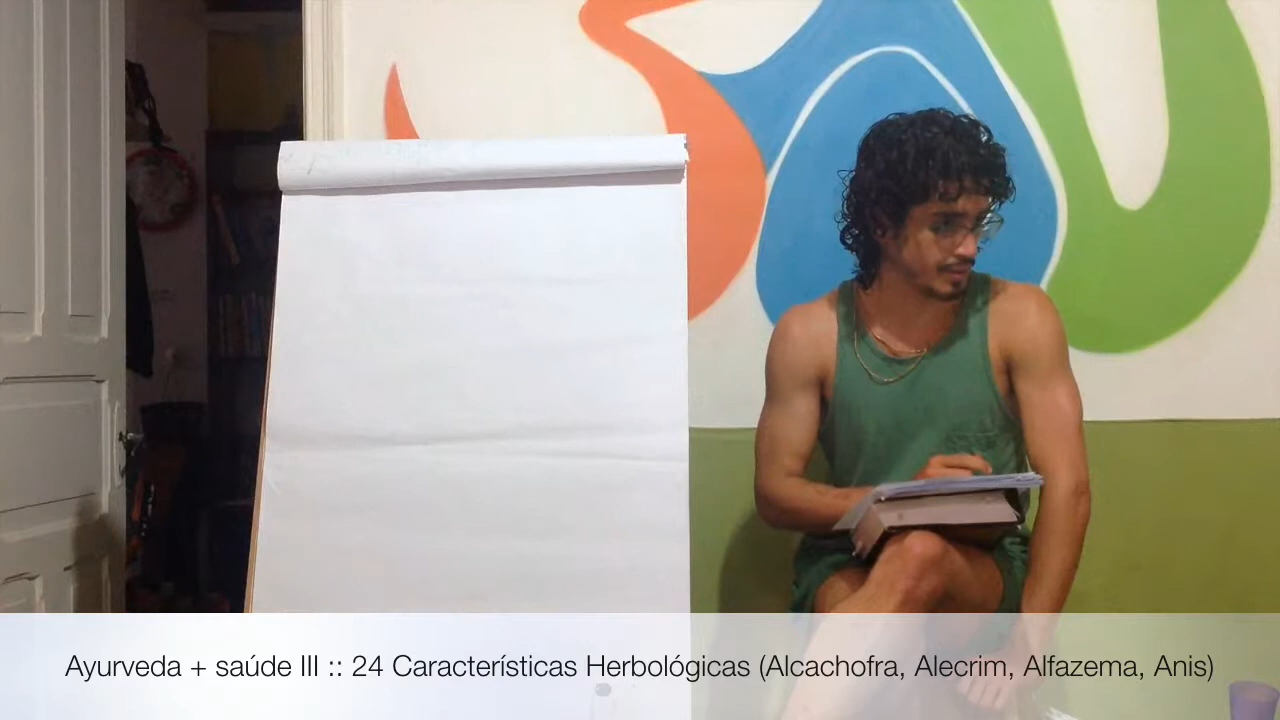 Ayurveda + saúde III :: 24 Características Herbológicas (Alcachofra, Alecrim, Alfazema, Anis)